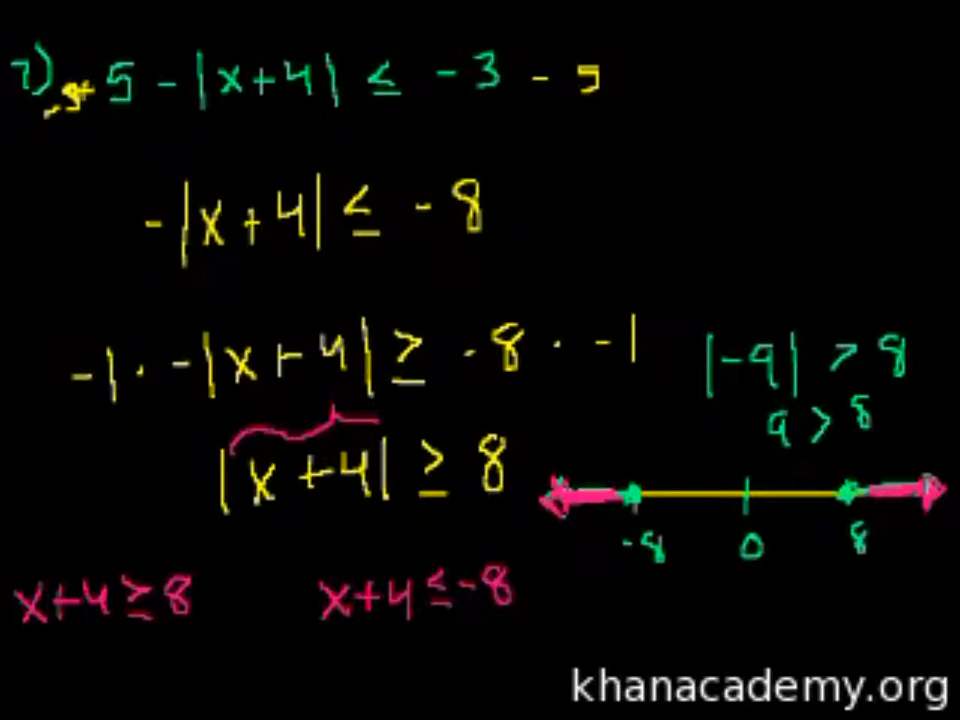 7) -5+ 5 - |x+4| ≤ -3 - 5
-|x+4| ≤ -8
-1 · -|x+4| ≥ -8 · -1
|-9| > 8
9 > 8
|x+4| ≥ 8
-8 0 8
x+4 ≥ 8 x+4 ≤ -8
khanacademy.org